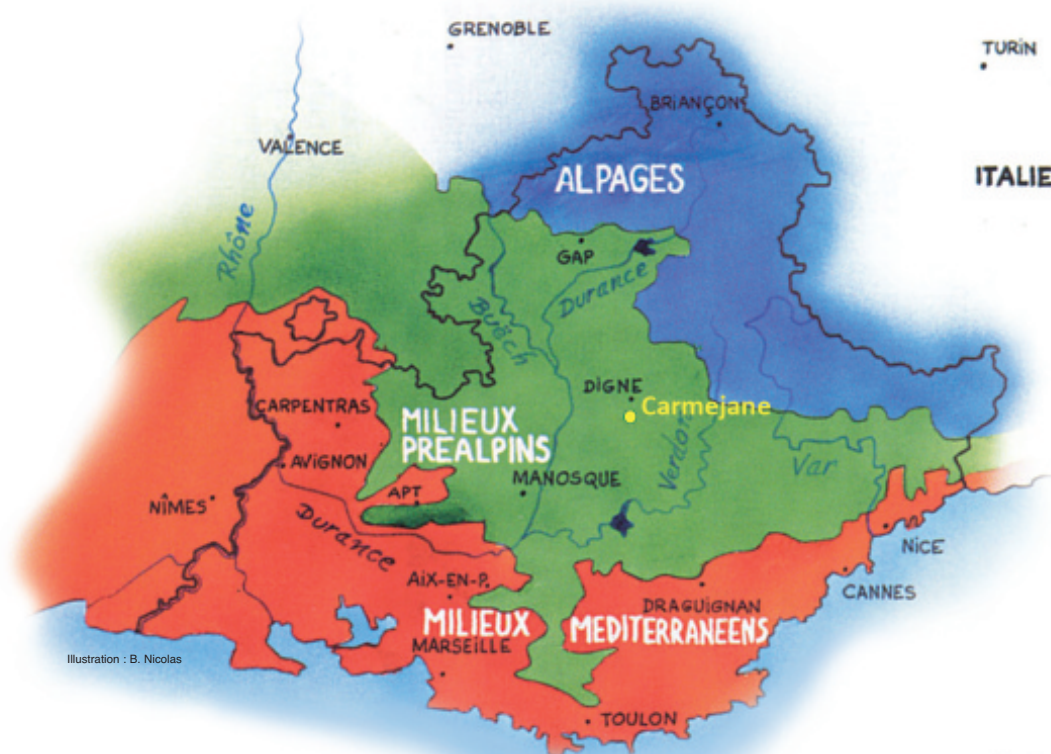 GRENOBLE
TURIN
BRIANÇON
VALENCE
ALPAGES
ITALIE
Rhône
GAP
Durance
Buëch
DIGNE
Carmejane
CARPENTRAS
MILIEUX
PREALPINS
Verdon
Var
AVIGNON
MANOSQUE
APT
NÎMES
Durance
NICE
AIX-EN-P.
CANNES
DRAGUIGNAN
MILIEUX
MEDITERRANEENS
MARSEILLE
Illustration : B. Nicolas
TOULON